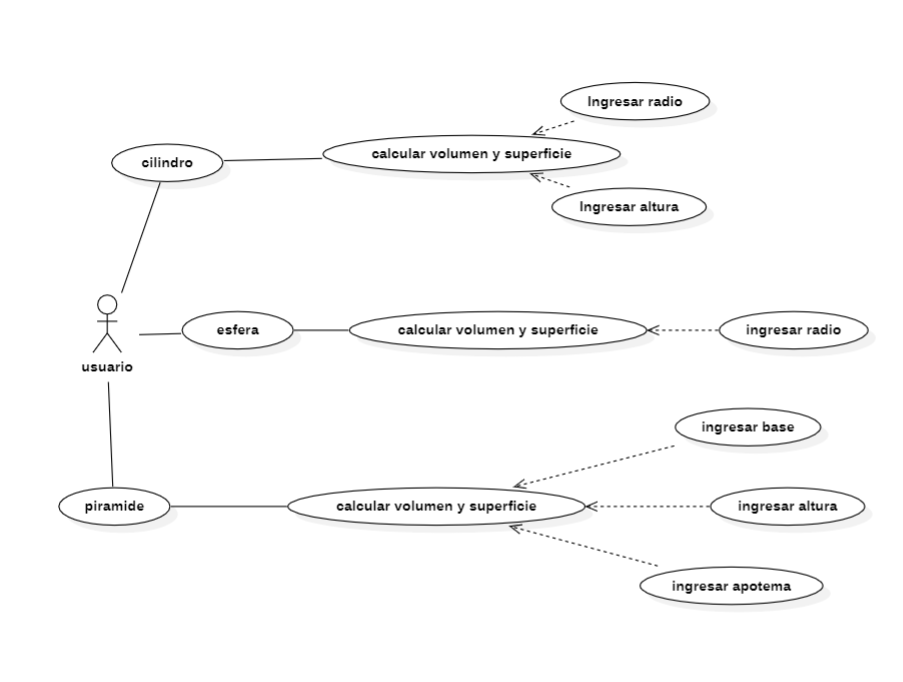 Ingresar radio
cilindro
calcular volumen y superficie
Ingresar altura
usuario
esfera
calcular volumen y superficie
ingresar radio
ingresar base
piramide
calcular volumen y superficie
ingresar altura
ingresar apotema